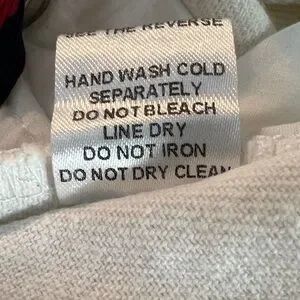 SEE THE REVERSE
HAND WASH COLD
SEPARATELY
DO NOT BLEACH
LINE DRY
DO NOT IRON
DO NOT DRY CLEAN